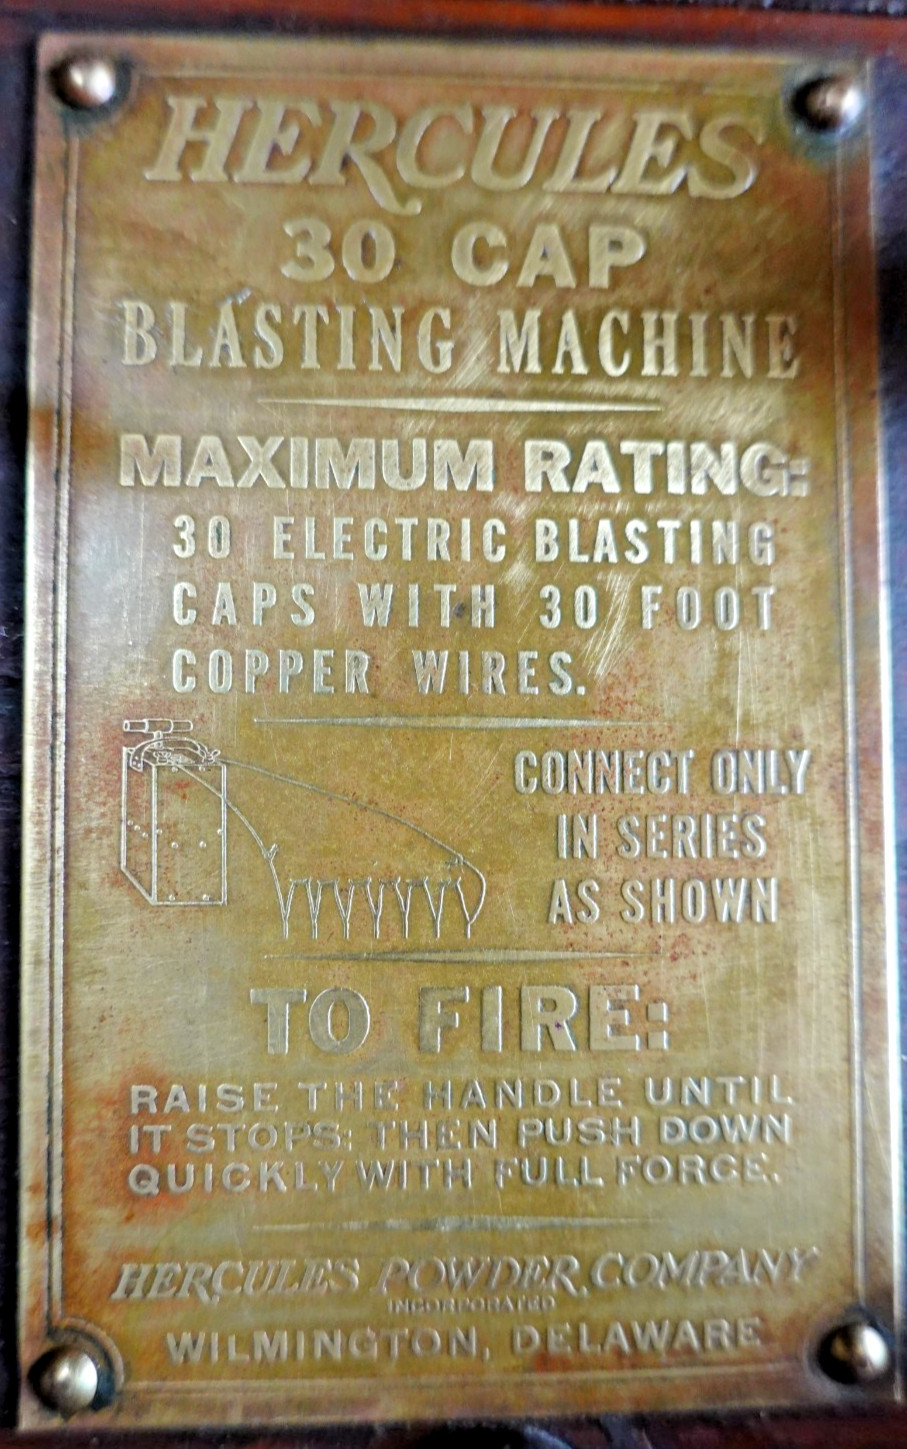 HERCULES
30 CAP
BLASTING MACHINE
MAXIMUM RATING:
30 ELECTRIC BLASTING
CAPS WITH 30 FOOT
COPPER WIRES.
CONNECT ONLY
IN SERIES
AS SHOWN
TO FIRE:
RAISE THE HANDLE UNTIL
IT STOPS; THEN PUSH DOWN
QUICKLY WITH FULL FORCE.
HERCULES POWDER COMPANY
INCORPORATED
WILMINGTON, DELAWARE